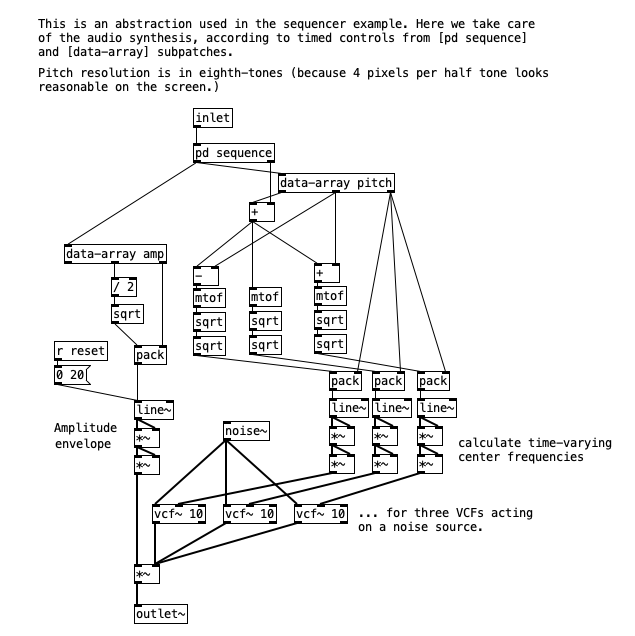 This is an abstraction used in the sequencer example. Here we take care
of the audio synthesis, according to timed controls from [pd sequence]
and [data-array] subpatches.
Pitch resolution is in eighth-tones (because 4 pixels per half tone looks
reasonable on the screen.)
inlet
pd sequence
data-array pitch
+
data-array amp
- +
/ 2
mtof mtof mtof
sqrt
sqrt sqrt sqrt
sqrt sqrt sqrt
r reset
pack
0 20
pack pack pack
line~
line~ line~ line~
Amplitude
envelope
noise~
*~
*~ *~ *~
calculate time-varying
center frequencies
*~
*~ *~ *~
vcf~ 10 vcf~ 10 vcf~ 10
... for three VCFs acting
on a noise source.
*~
outlet~